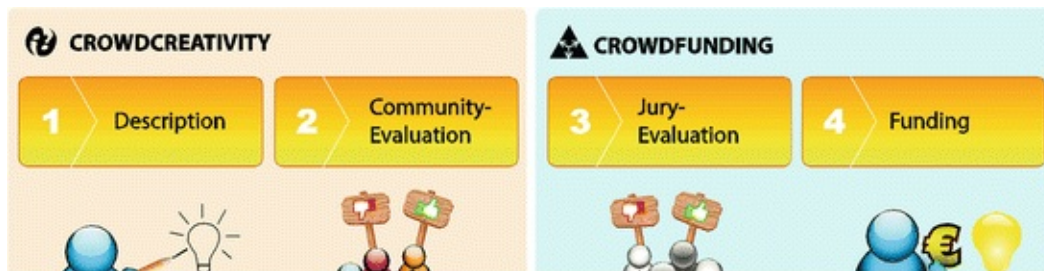 CROWDCREATIVITY
1 Description
2 Community-
Evaluation
CROWDFUNDING
3 Jury-
Evaluation
4 Funding
€